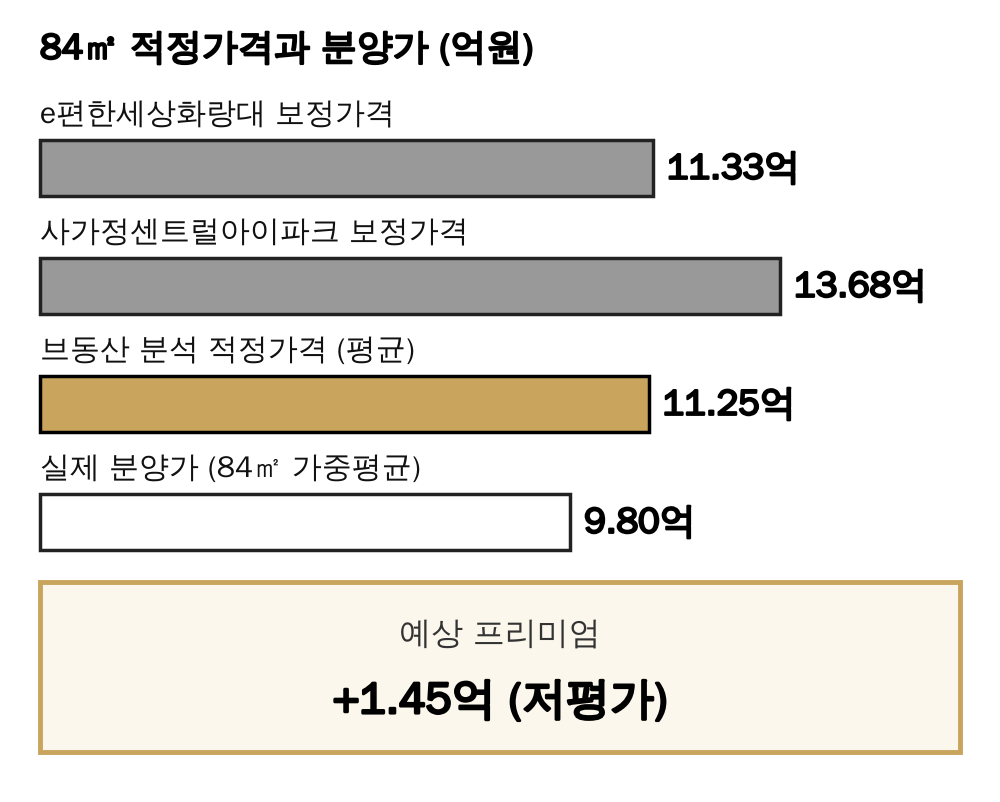 84㎡ 적정가격과 분양가 (억원)
e편한세상화랑대 보정가격
11.33억
사가정센트럴아이파크 보정가격
13.68억
브동산 분석 적정가격 (평균)
11.25억
실제 분양가 (84㎡ 가중평균)
9.80억
예상 프리미엄
+1.45억 (저평가)